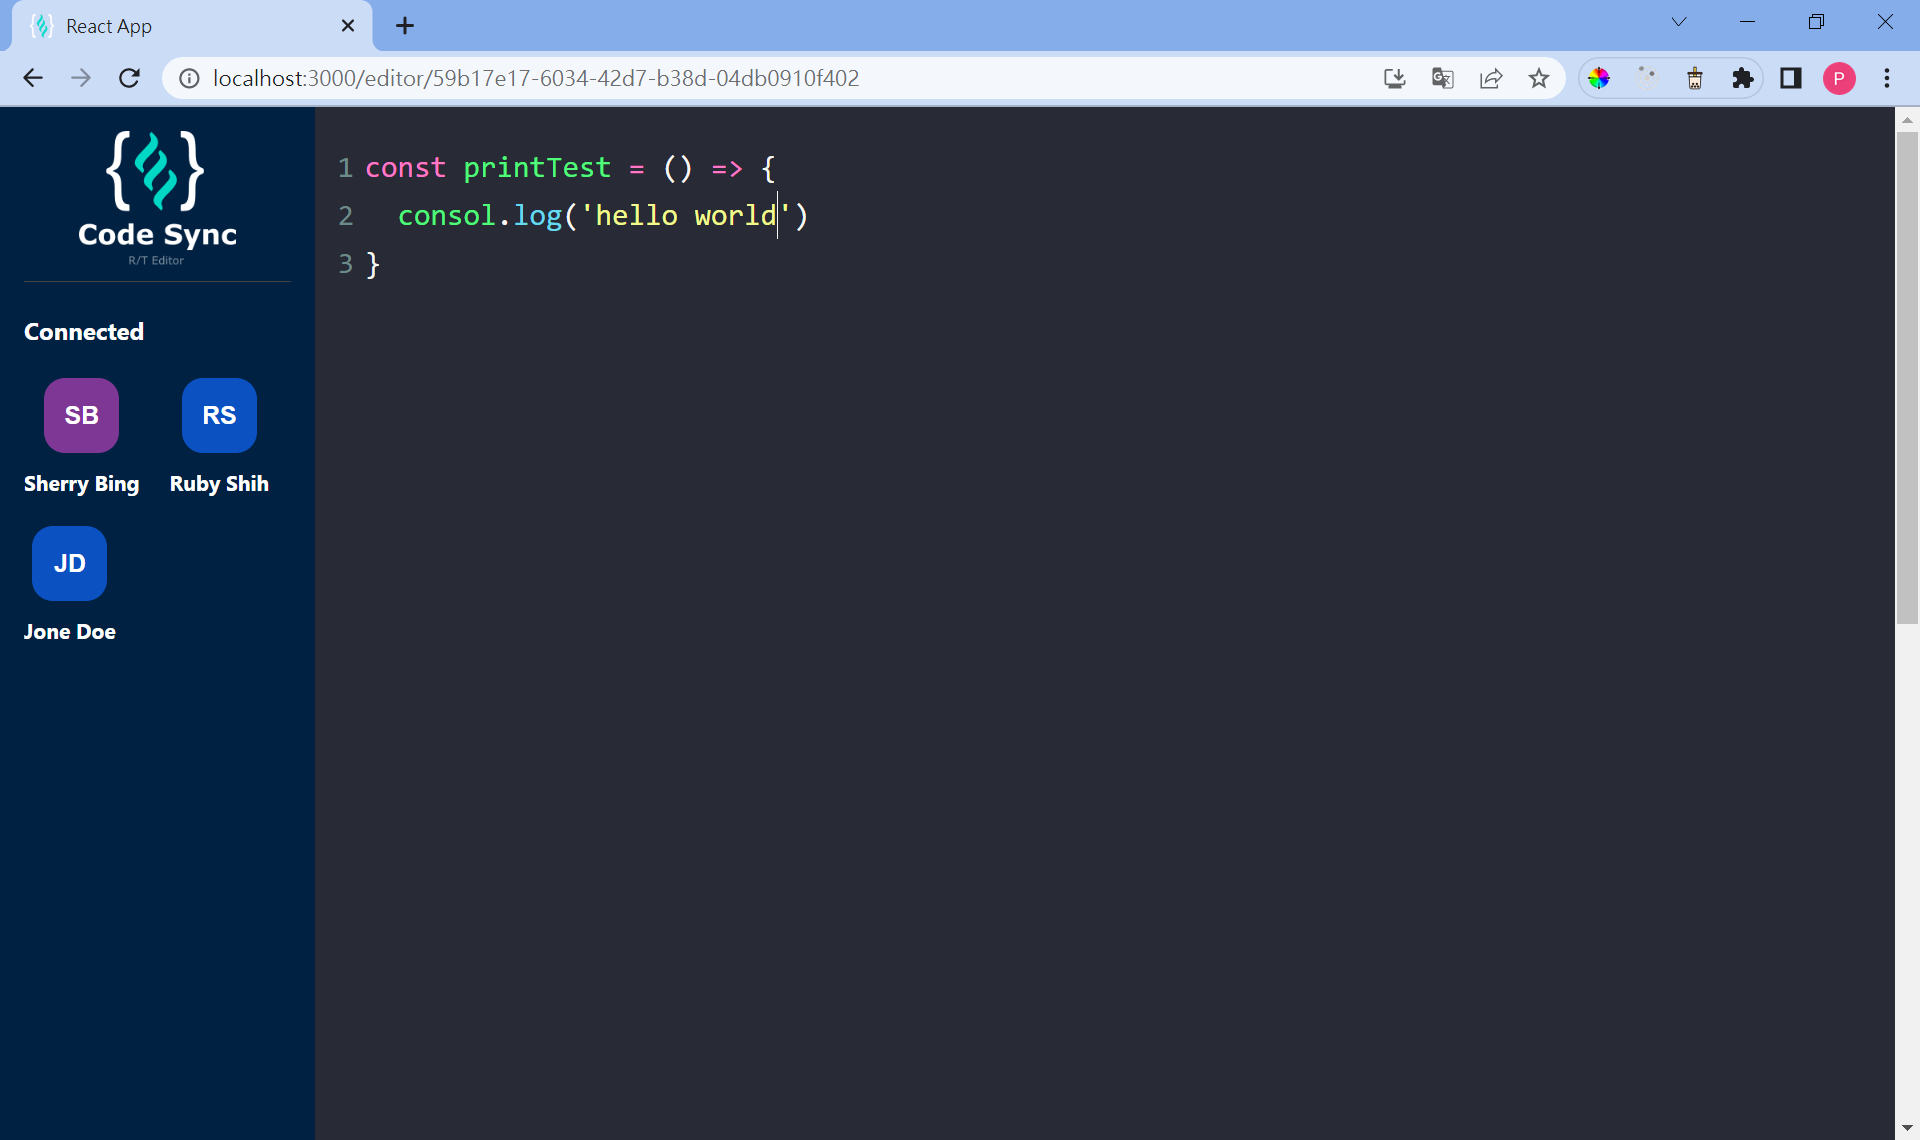 React App
localhost:3000/editor/59b17e17-6034-42d7-b38d-04db0910f402
P
Code Sync
R/T Editor
Connected
SB
RS
Sherry Bing
Ruby Shih
JD
Jone Doe
1 const printTest = () => {
2   consol.log('hello world')
3 }